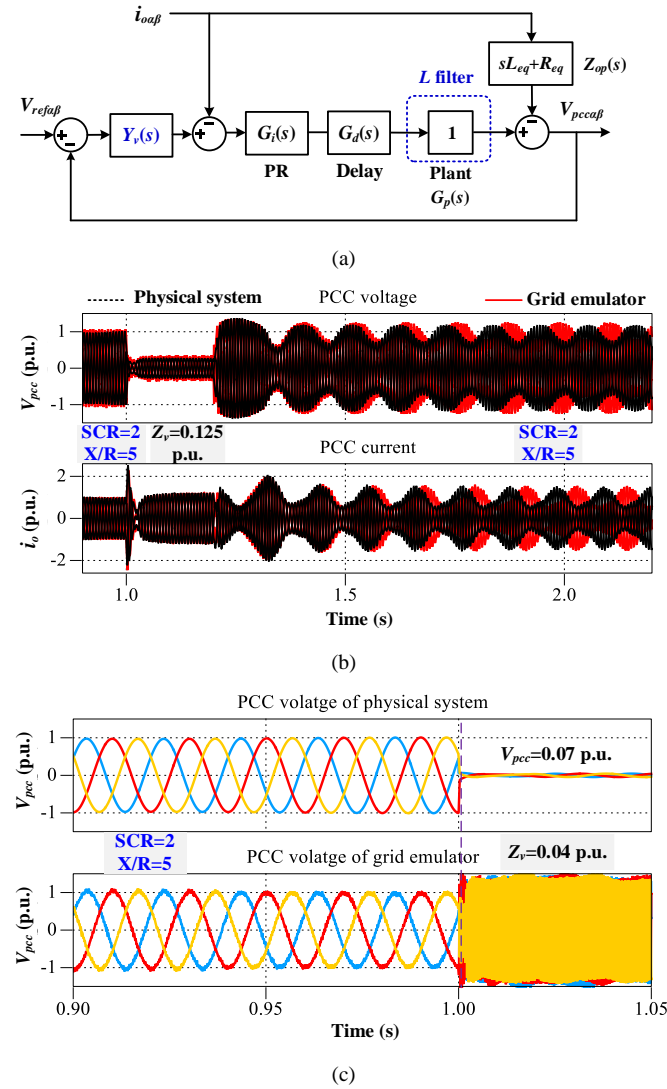 i_oαβ
sL_eq+R_eq Z_op(s)
L filter
V_refαβ V_pccαβ
+ - Y_v(s) + - G_i(s) G_d(s) 1 + -
PR Delay Plant
G_p(s)
(a)
Physical system PCC voltage Grid emulator
V_pcc (p.u.)
1
0
-1
SCR=2 Z_v=0.125 SCR=2
X/R=5 p.u. X/R=5
PCC current
i_o (p.u.)
2
0
-2
1.0 1.5 2.0
Time (s)
(b)
PCC volatge of physical system
V_pcc (p.u.)
1
0
-1
V_pcc=0.07 p.u.
SCR=2
X/R=5
PCC volatge of grid emulator
Z_v=0.04 p.u.
V_pcc (p.u.)
1
0
-1
0.90 0.95 1.00 1.05
Time (s)
(c)